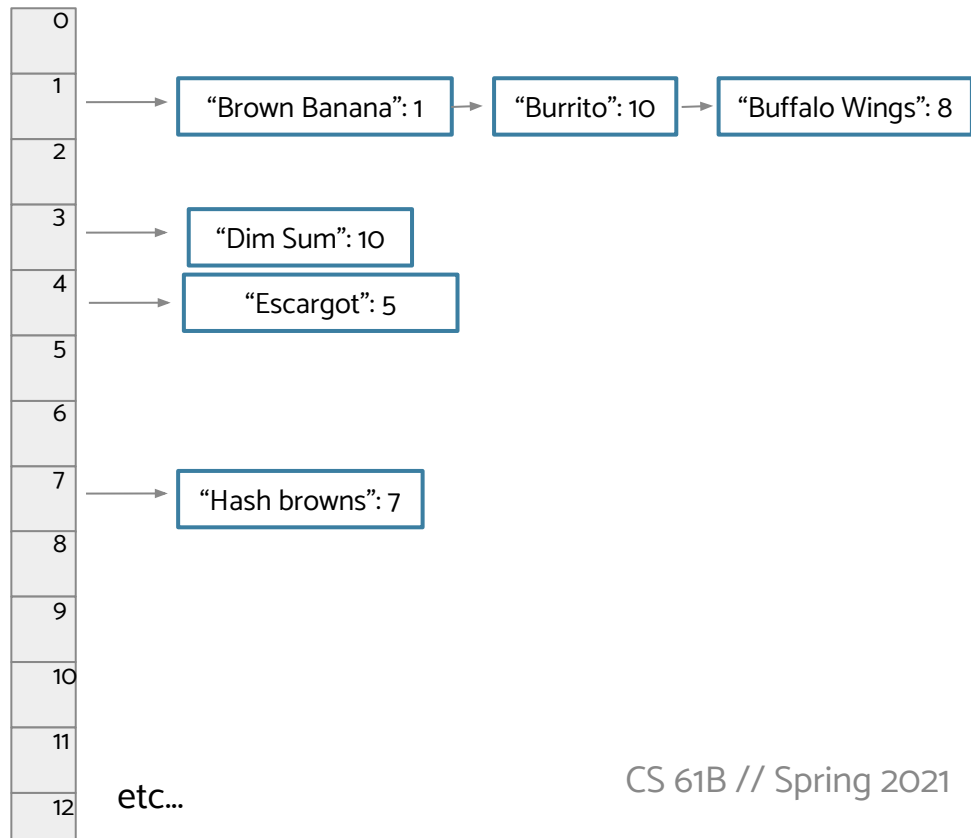 0
1
“Brown Banana”: 1
“Burrito”: 10
“Buffalo Wings”: 8
2
3
“Dim Sum”: 10
4
“Escargot”: 5
5
6
7
“Hash browns”: 7
8
9
10
11
12
etc...
CS 61B // Spring 2021